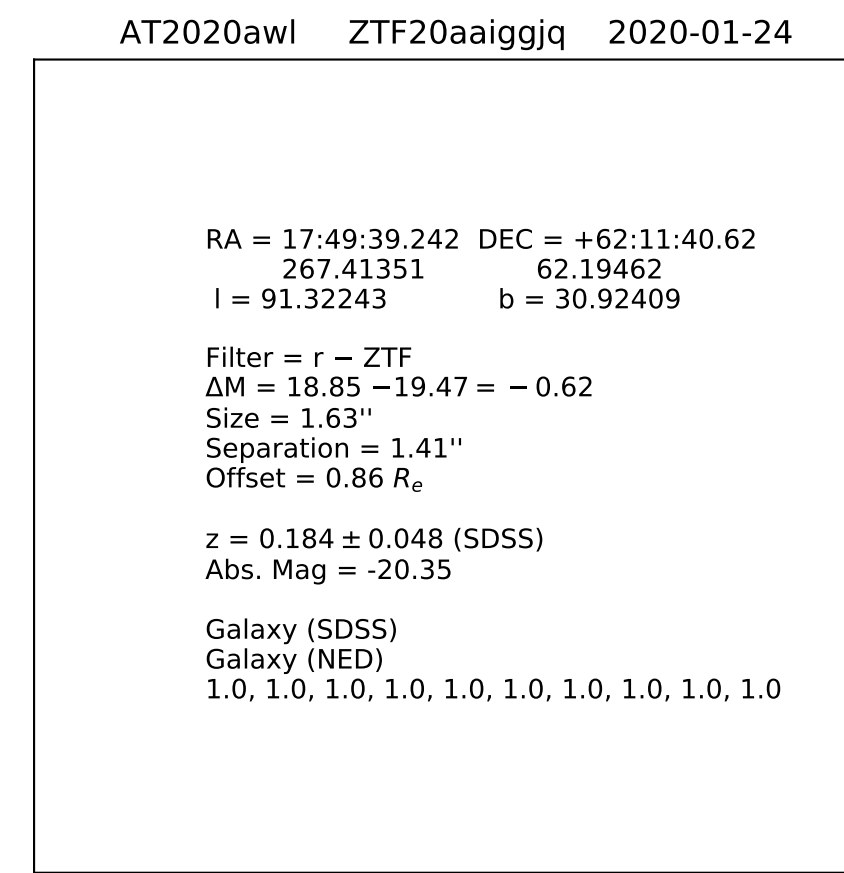 AT2020awl ZTF20aaiggjq 2020-01-24
RA = 17:49:39.242 DEC = +62:11:40.62
267.41351 62.19462
l = 91.32243 b = 30.92409
Filter = r − ZTF
ΔM = 18.85 −19.47 = − 0.62
Size = 1.63''
Separation = 1.41''
Offset = 0.86 Re
z = 0.184 ± 0.048 (SDSS)
Abs. Mag = -20.35
Galaxy (SDSS)
Galaxy (NED)
1.0, 1.0, 1.0, 1.0, 1.0, 1.0, 1.0, 1.0, 1.0, 1.0